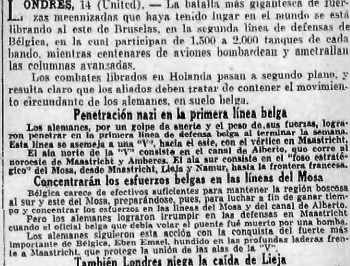 LONDRES, 14 (United). — La batalla más gigantesca de fuer-
zas mecanizadas que haya tenido lugar en el mundo se está
librando al este de Bruselas, en la segunda línea de defensas de
Bélgica, en la cual participan de 1.500 a 2.000 tanques de cada
bando, mientras centenares de aviones bombardean y ametrallan
las columnas avanzadas.
Los combates librados en Holanda pasan a segundo plano, y
resulta claro que los aliados deben tratar de contener el movimien-
to circundante de los alemanes, en suelo belga.
Penetración nazi en la primera línea belga
Los alemanes, por un golpe de suerte y el peso de sus fuerzas, logra-
ron penetrar en la primera línea de defensa belga al terminar la semana.
Esta línea se asemeja a una "V", hacia el este, con el vértice en Maastricht.
El ala norte de la "V" consiste en el canal de Alberto, que corre al
noroeste de Maastricht y Amberes. El ala sur consiste en el "foso estraté-
gico" del Mosa, desde Maastricht, Lieja y Namur, hasta la frontera francesa.
Concentrarán los esfuerzos belgas en las líneas del Mosa
Bélgica carece de efectivos suficientes para mantener la región boscosa
al sur y este del Mosa, preparándose, pues, para luchar a fin de ganar tiem-
po y concentrar los esfuerzos en las líneas del Mosa y del canal de Alberto.
Pero los alemanes lograron irrumpir en las defensas en Maastricht
cuando el oficial belga que debía volar el puente fué muerto por una bomba.
Los alemanes siguieron esta acción con la conquista del fuerte más
importante de Bélgica, Eben Emael, hundido en profundas laderas fren-
te a Maastricht, que protege la unión de las alas de la "V".
También Londres niega la caída de Lieja